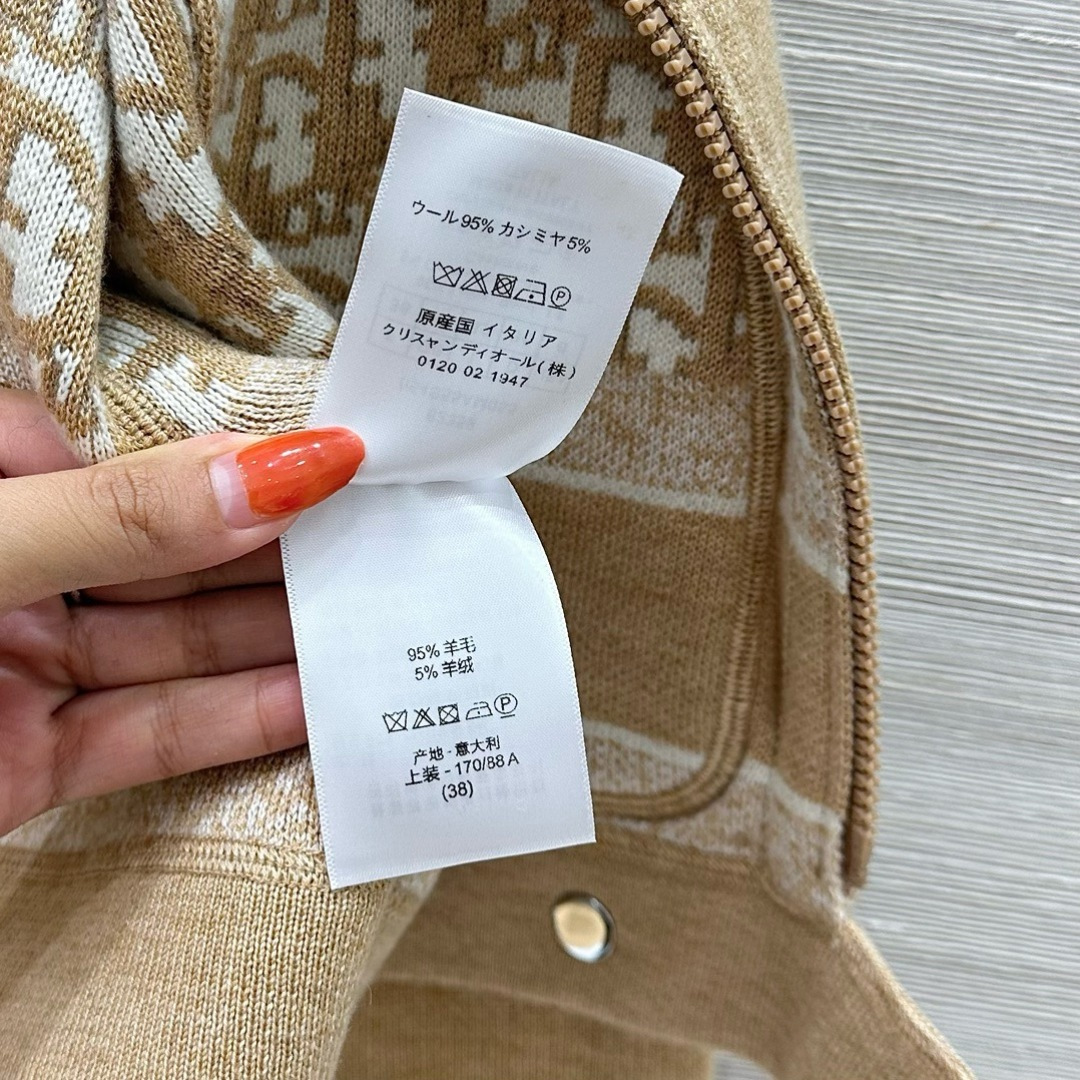 ウール95% カシミヤ5%
P
原産国 イタリア
クリスャンディオール(株)
0120 02 1947
95% 羊毛
5% 羊绒
P
产地 - 意大利
上装 - 170/88 A
(38)